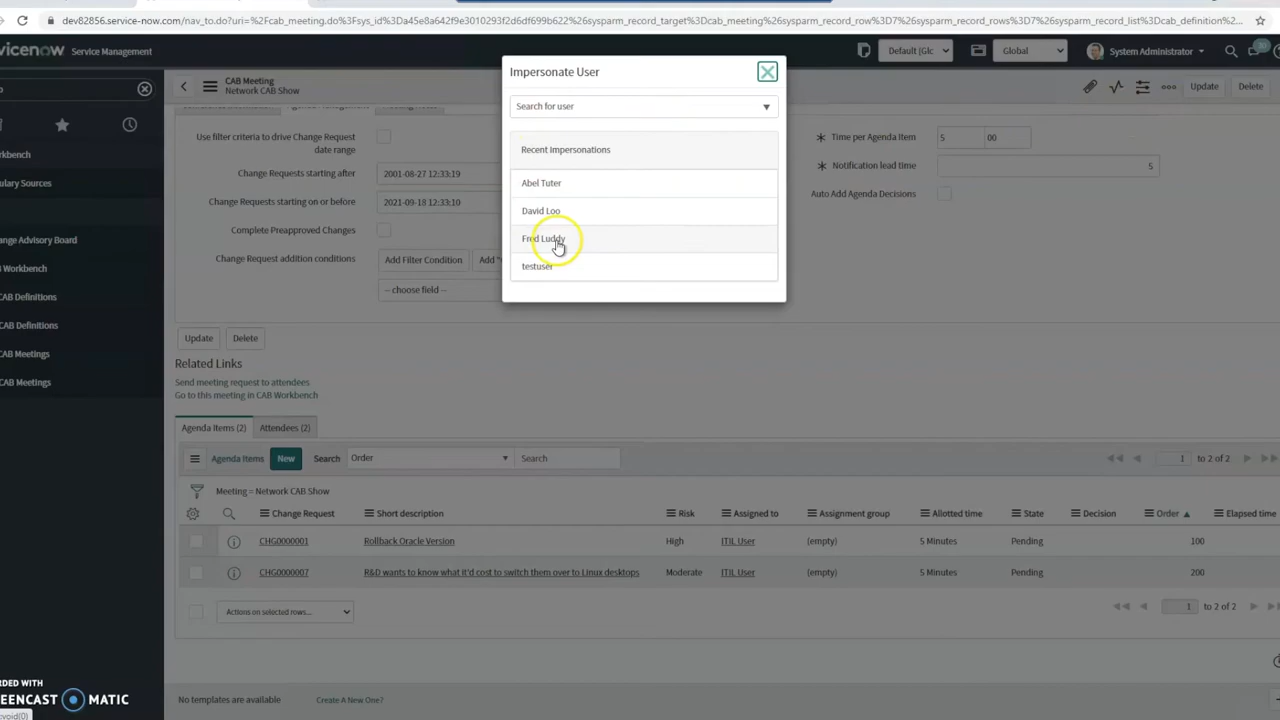 dev82856.service-now.com/nav_to.do?uri=%2Fcab_meeting.do%3Fsys_id%3Da45e8a642f9e3010293f2d6df699b622%26sysparm_record_target%3Dcab_meeting%26sysparm_record_row%3D7%26sysparm_record_rows%3D7%26sysparm_record_list%3Dcab_definition%...
vicenow Service Management
Default [Glc
Global
System Administrator
CAB Meeting
Network CAB Show
Update
Delete
Impersonate User
Search for user
Recent Impersonations
Abel Tuter
David Loo
Fred Luddy
testuser
Use filter criteria to drive Change Request
date range
Change Requests starting after
2001-08-27 12:33:19
Change Requests starting on or before
2021-09-18 12:33:10
Complete Preapproved Changes
Change Request addition conditions
Add Filter Condition
Add "
-- choose field --
Time per Agenda Item
5
00
Notification lead time
5
Auto Add Agenda Decisions
orkbench
bulary Sources
ange Advisory Board
AB Workbench
AB Definitions
CAB Definitions
AB Meetings
CAB Meetings
Update
Delete
Related Links
Send meeting request to attendees
Go to this meeting in CAB Workbench
Agenda Items (2)
Attendees (2)
Agenda Items
New
Search
Order
Search
1
to 2 of 2
Meeting = Network CAB Show
Change Request Short description Risk Assigned to Assignment group Allotted time State Decision Order Elapsed time
CHG0000001 Rollback Oracle Version High ITIL User (empty) 5 Minutes Pending 100
CHG0000007 R&D wants to know what it'd cost to switch them over to Linux desktops Moderate ITIL User (empty) 5 Minutes Pending 200
Actions on selected rows...
1
to 2 of 2
RDED WITH
EENCAST MATIC
No templates are available
Create A New One?
:void(0)